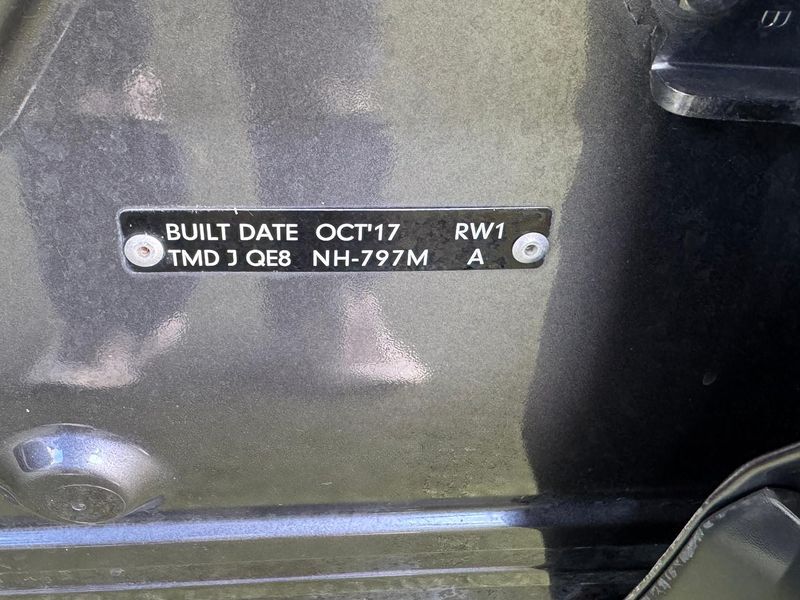 BUILT DATE OCT'17 RW1
TMD J QE8 NH-797M A